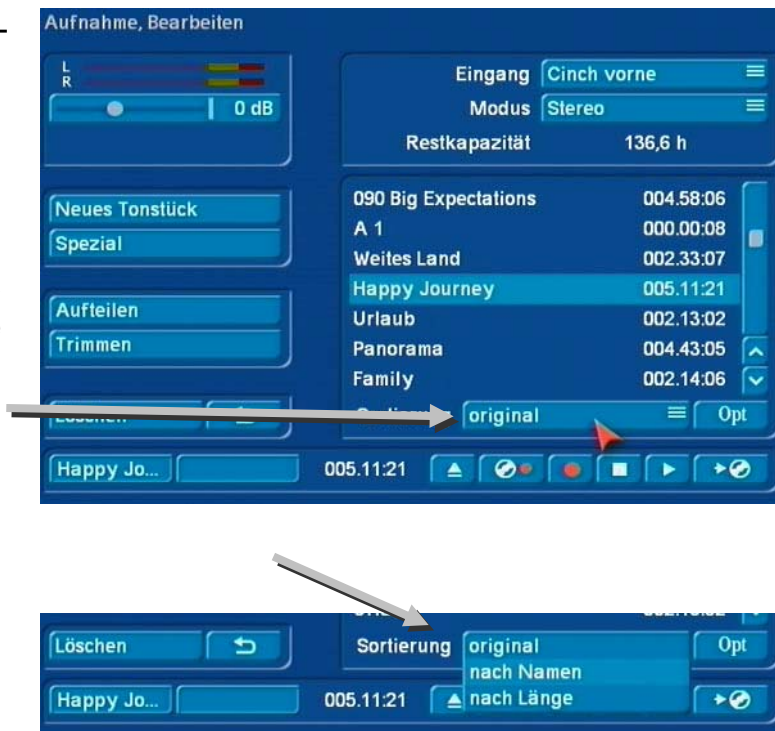 Aufnahme, Bearbeiten
L
R
0 dB
Eingang Cinch vorne
Modus Stereo
Restkapazität 136,6 h
Neues Tonstück
Spezial
Aufteilen
Trimmen
090 Big Expectations 004.58:06
A 1 000.00:08
Weites Land 002.33:07
Happy Journey 005.11:21
Urlaub 002.13:02
Panorama 004.43:05
Family 002.14:06
original Opt
Happy Jo... 005.11:21
Löschen
Sortierung original Opt
nach Namen
nach Länge
Happy Jo... 005.11:21